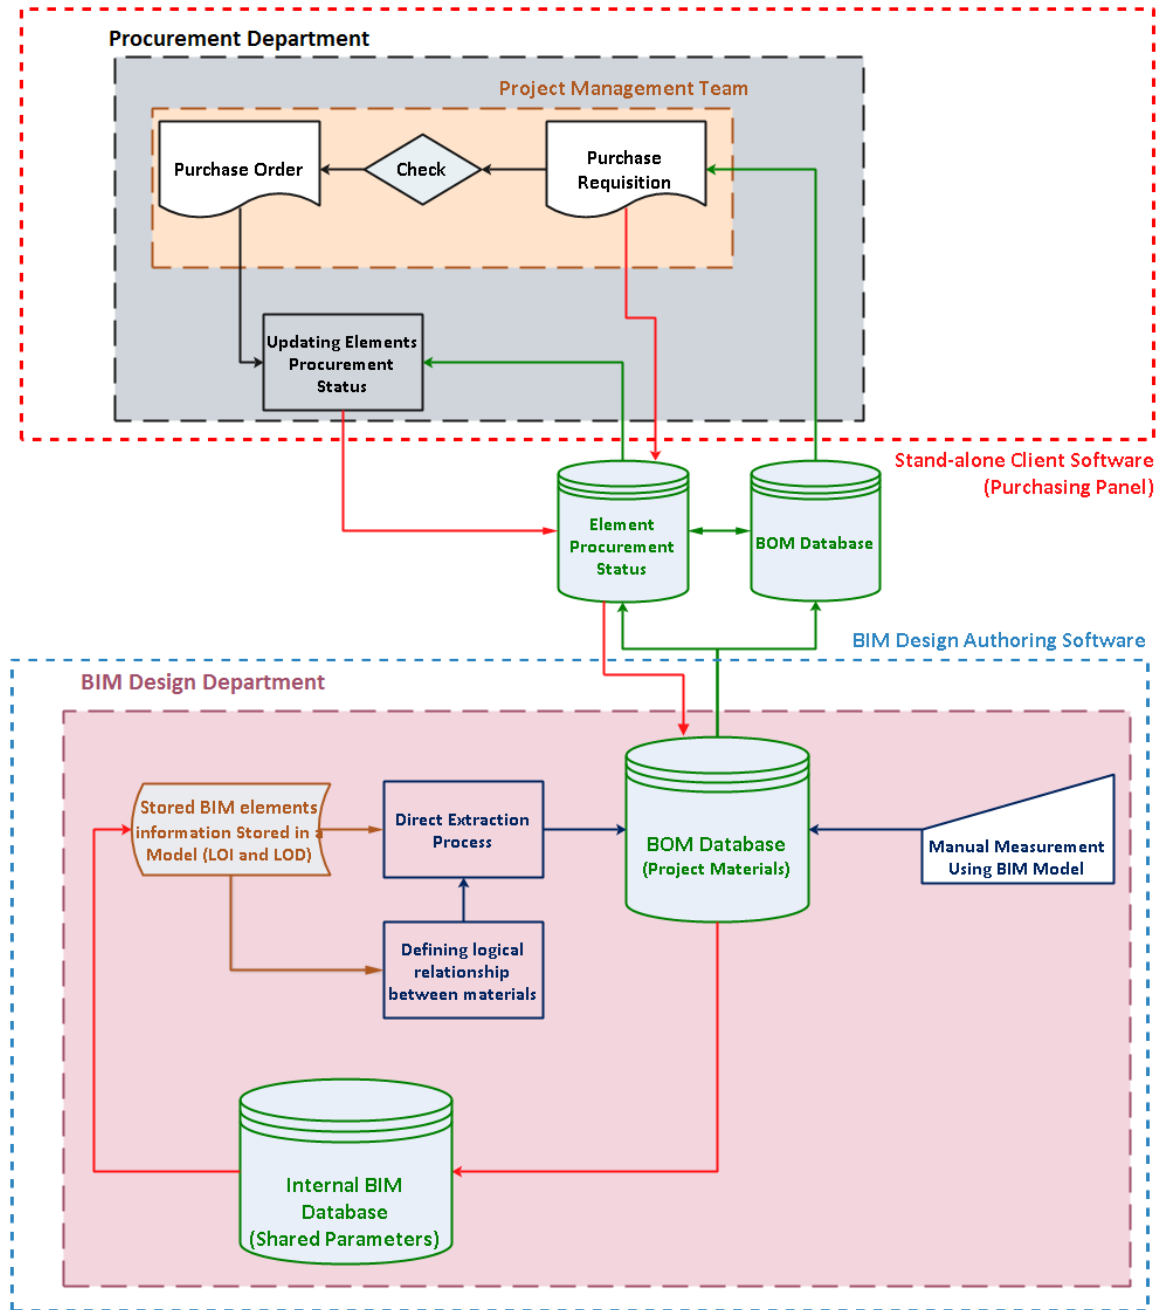 Procurement Department
Project Management Team
Purchase Order
Check
Purchase
Requisition
Updating Elements
Procurement
Status
Stand-alone Client Software
(Purchasing Panel)
Element
Procurement
Status
BOM Database
BIM Design Authoring Software
BIM Design Department
Stored BIM elements
information Stored in a
Model (LOI and LOD)
Direct Extraction
Process
BOM Database
(Project Materials)
Manual Measurement
Using BIM Model
Defining logical
relationship
between materials
Internal BIM
Database
(Shared Parameters)